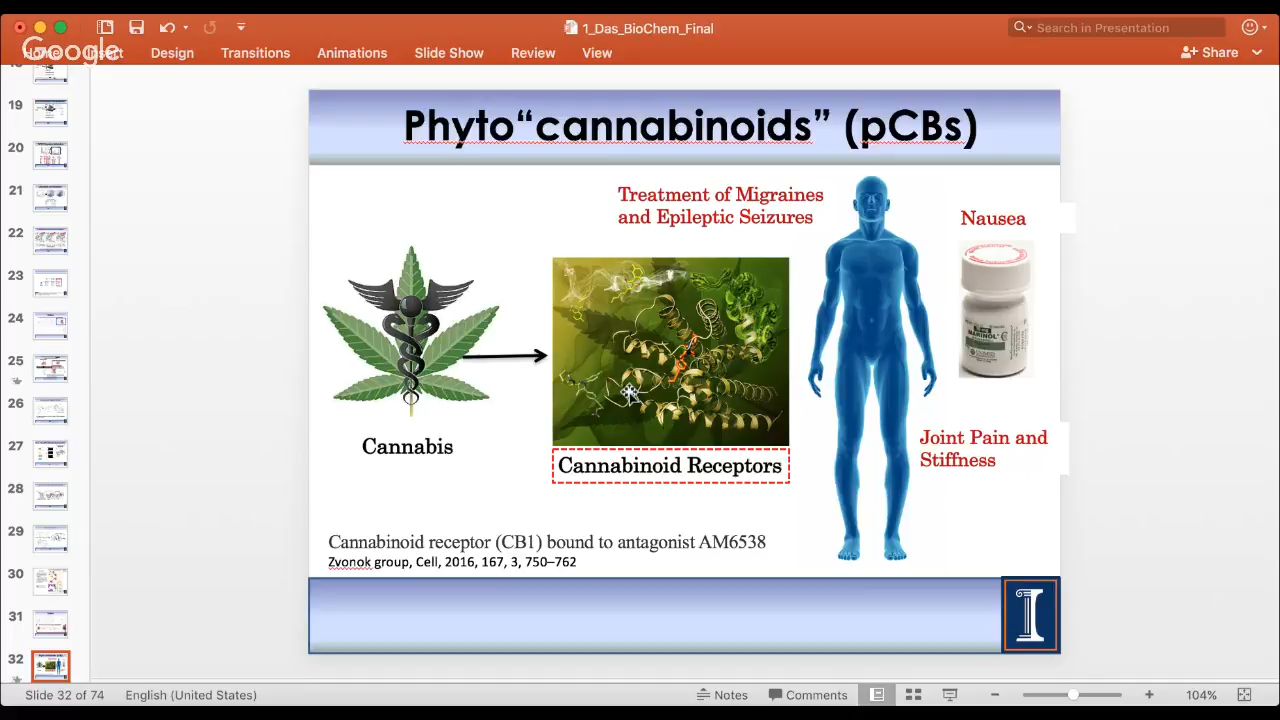 1_Das_BioChem_Final
Search in Presentation
Google
Home Insert Design Transitions Animations Slide Show Review View
Share
19
20
21
22
23
24
25
26
27
28
29
30
31
32
Phyto“cannabinoids” (pCBs)
Treatment of Migraines
and Epileptic Seizures
Nausea
MARINOL
Cannabis
Cannabinoid Receptors
Joint Pain and
Stiffness
Cannabinoid receptor (CB1) bound to antagonist AM6538
Zvonok group, Cell, 2016, 167, 3, 750–762
I
Slide 32 of 74
English (United States)
Notes
Comments
104%